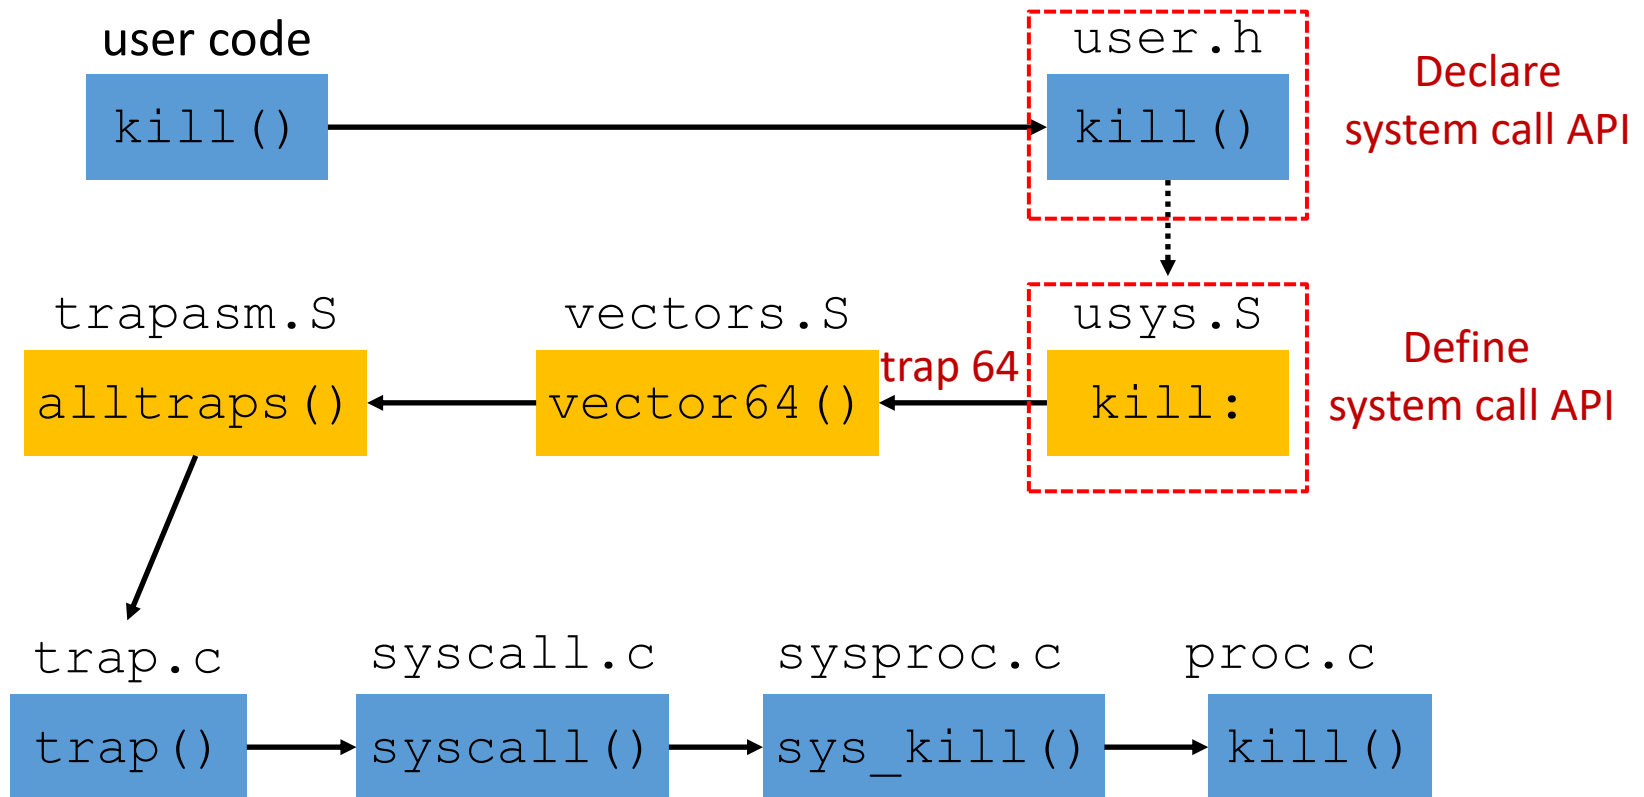 user code
kill()
user.h
kill()
Declare
system call API
trapasm.S
alltraps()
vectors.S
vector64()
trap 64
usys.S
kill:
Define
system call API
trap.c
trap()
syscall.c
syscall()
sysproc.c
sys_kill()
proc.c
kill()